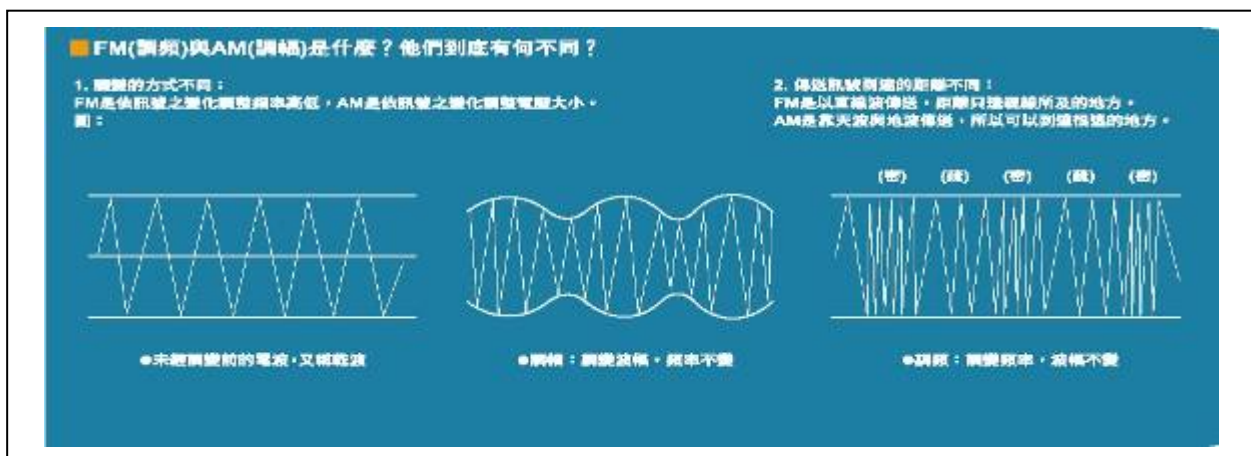 FM(調頻)與AM(調幅)是什麼?他們到底有何不同?
1. 調變的方式不同:
FM是依訊號之變化調整頻率高低,AM是依訊號之變化調整電壓大小。
圖:
2. 傳送訊號到達的距離不同:
FM是以直線波傳送,距離只達視線所及的地方。
AM是靠天波與地波傳送,所以可以到達很遠的地方。
(密) (疏) (密) (疏) (密)
●未經調變前的電波,又稱載波
●調幅:調變波幅,頻率不變
●調頻:調變頻率,波幅不變